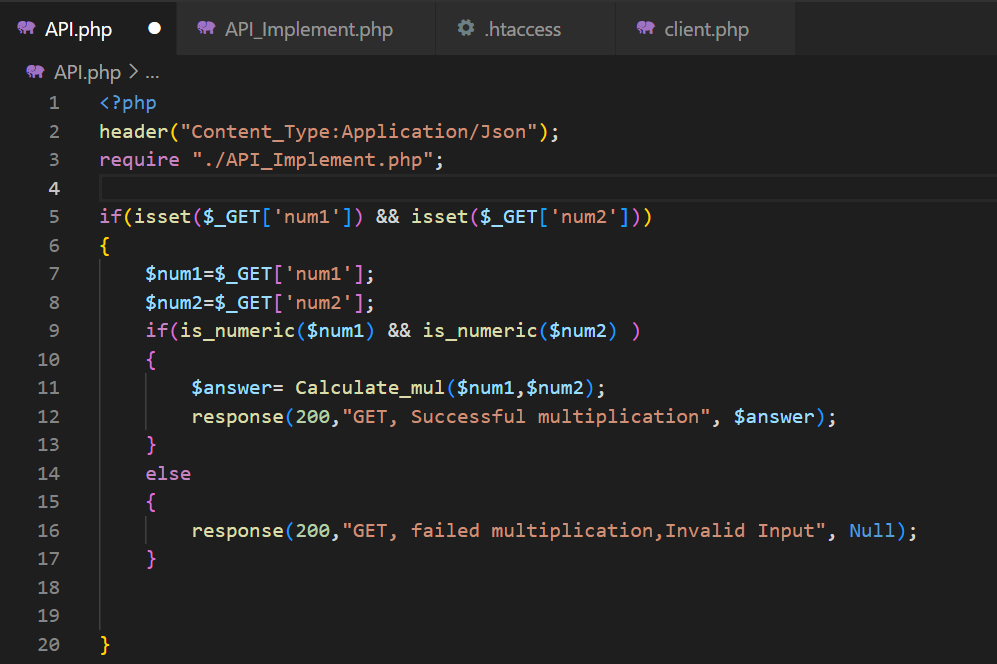 API.php API_Implement.php .htaccess client.php
API.php > ...
1 <?php
2 header("Content_Type:Application/Json");
3 require "./API_Implement.php";
4
5 if(isset($_GET['num1']) && isset($_GET['num2']))
6 {
7     $num1=$_GET['num1'];
8     $num2=$_GET['num2'];
9     if(is_numeric($num1) && is_numeric($num2) )
10     {
11         $answer= Calculate_mul($num1,$num2);
12         response(200,"GET, Successful multiplication", $answer);
13     }
14     else
15     {
16         response(200,"GET, failed multiplication,Invalid Input", Null);
17     }
18
19
20 }